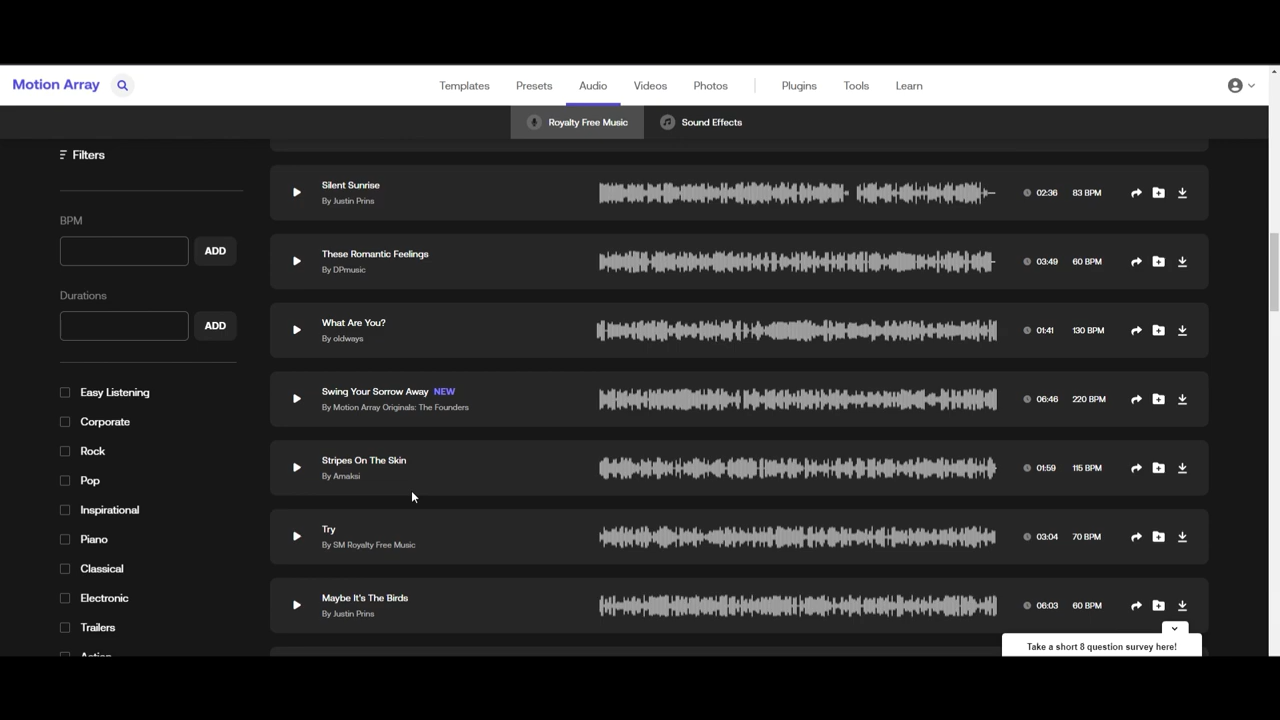 Motion Array
Templates Presets Audio Videos Photos Plugins Tools Learn
Royalty Free Music Sound Effects
Filters
BPM
ADD
Durations
ADD
Easy Listening
Corporate
Rock
Pop
Inspirational
Piano
Classical
Electronic
Trailers
Silent Sunrise
By Justin Prins
02:36 83 BPM
These Romantic Feelings
By DPmusic
03:49 60 BPM
What Are You?
By oldways
01:41 130 BPM
Swing Your Sorrow Away NEW
By Motion Array Originals: The Founders
06:46 220 BPM
Stripes On The Skin
By Amaksi
01:59 115 BPM
Try
By SM Royalty Free Music
03:04 70 BPM
Maybe It's The Birds
By Justin Prins
06:03 60 BPM
Take a short 8 question survey here!